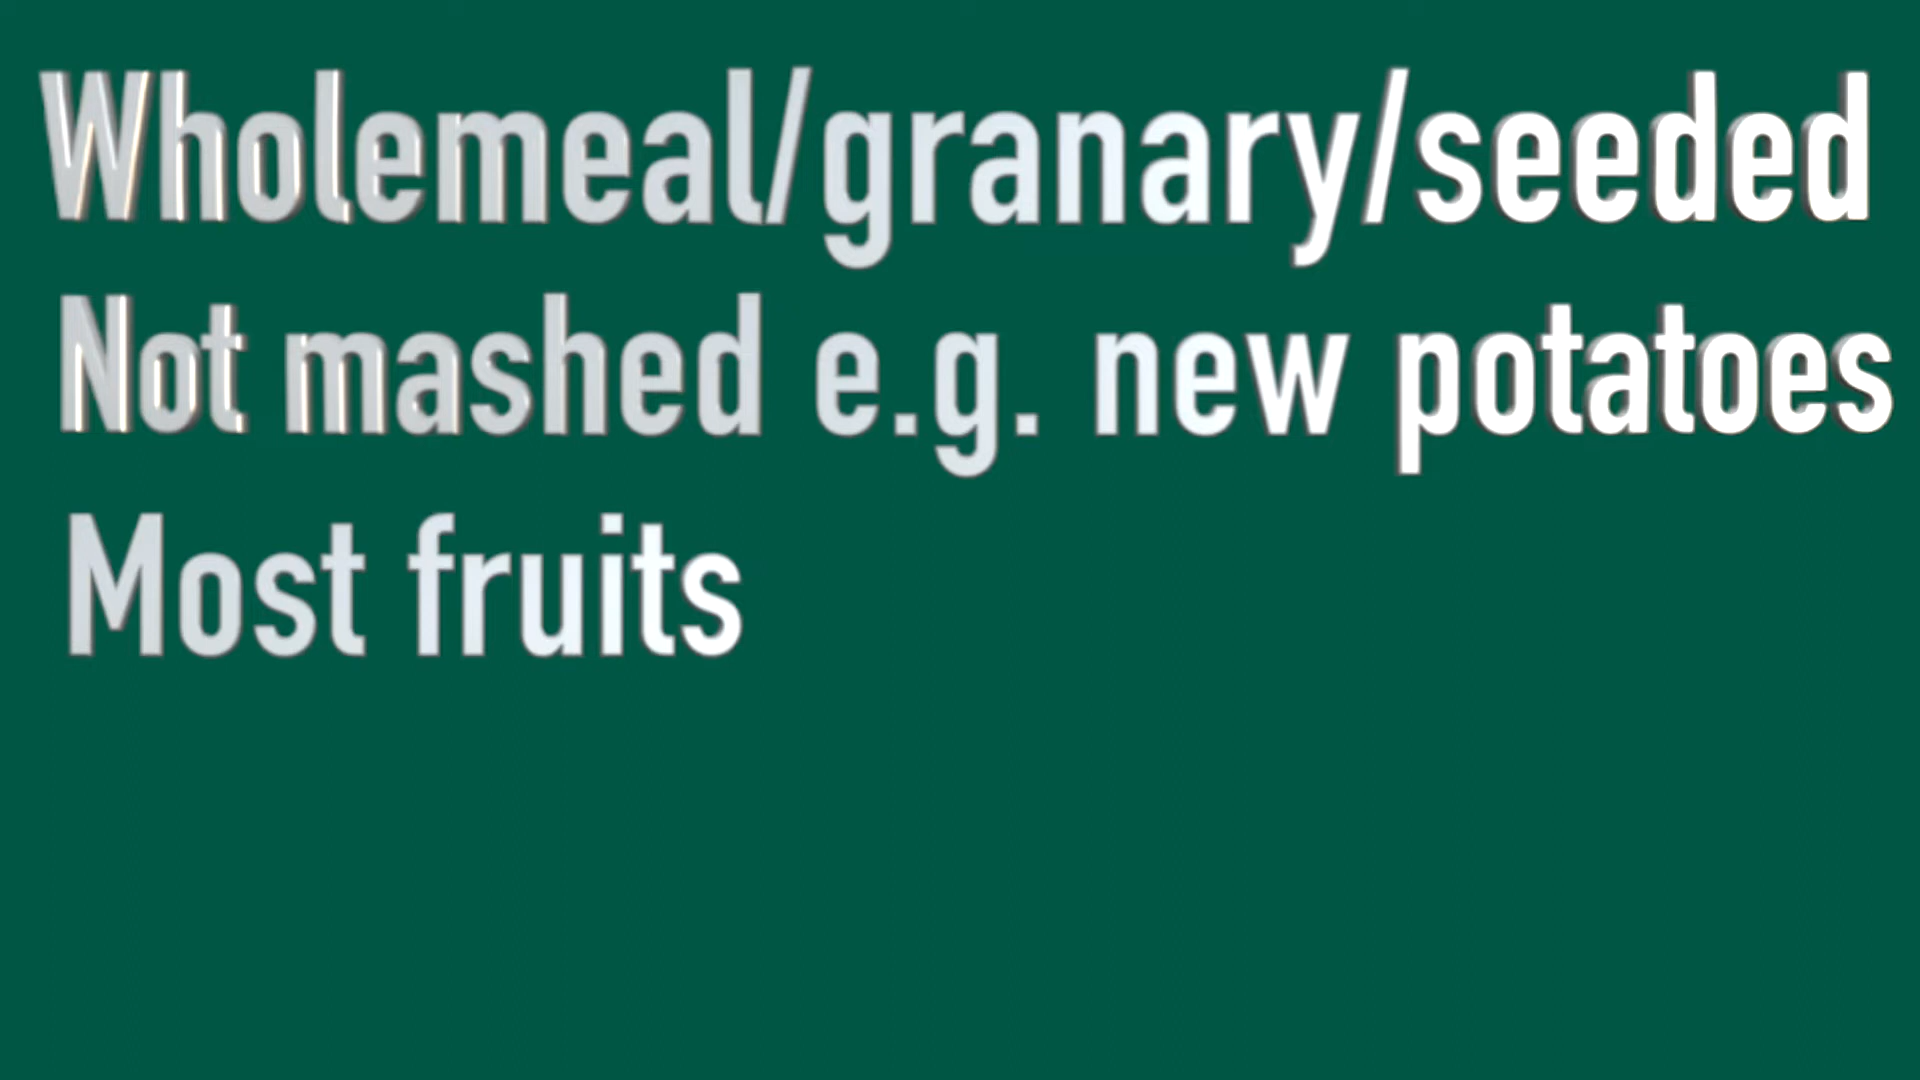 Wholemeal/granary/seeded
Not mashed e.g. new potatoes
Most fruits